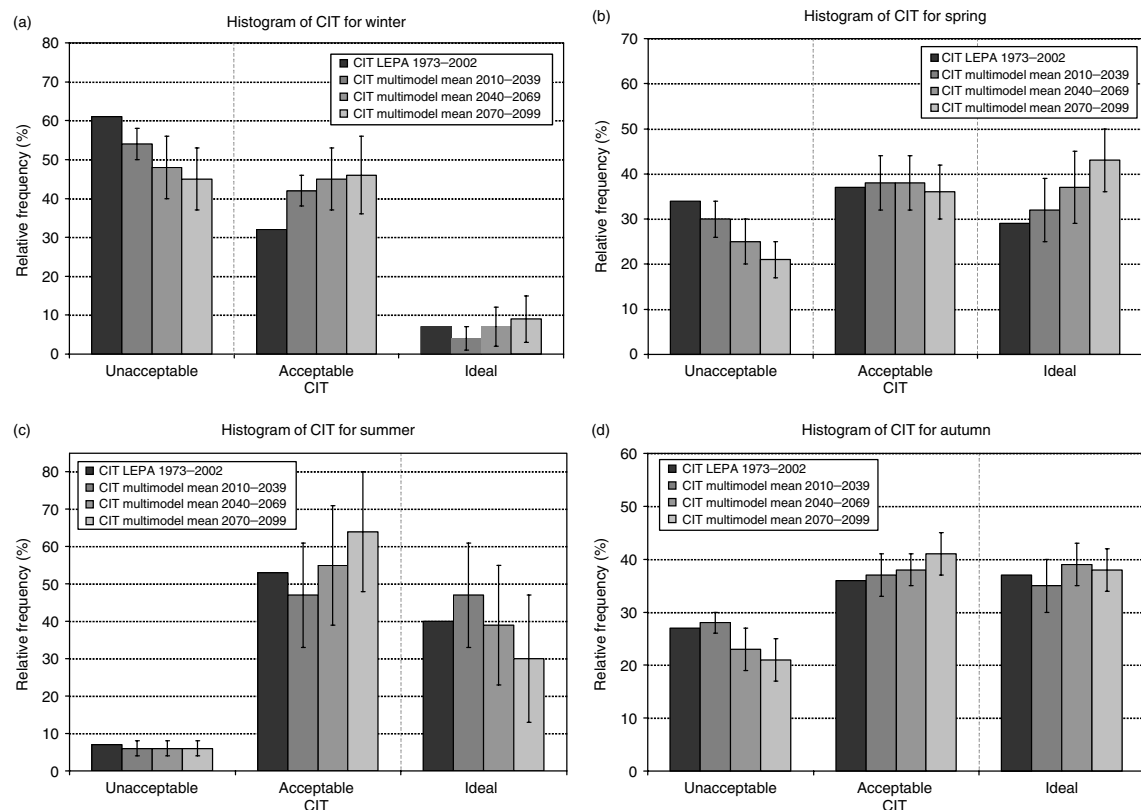 (a)
Histogram of CIT for winter
80
70
60
50
40
30
20
10
0
Relative frequency (%)
CIT LEPA 1973–2002
CIT multimodel mean 2010–2039
CIT multimodel mean 2040–2069
CIT multimodel mean 2070–2099
Unacceptable
Acceptable
Ideal
CIT
(b)
Histogram of CIT for spring
70
60
50
40
30
20
10
0
Relative frequency (%)
CIT LEPA 1973–2002
CIT multimodel mean 2010–2039
CIT multimodel mean 2040–2069
CIT multimodel mean 2070–2099
Unacceptable
Acceptable
Ideal
CIT
(c)
Histogram of CIT for summer
80
70
60
50
40
30
20
10
0
Relative frequency (%)
CIT LEPA 1973–2002
CIT multimodel mean 2010–2039
CIT multimodel mean 2040–2069
CIT multimodel mean 2070–2099
Unacceptable
Acceptable
Ideal
CIT
(d)
Histogram of CIT for autumn
60
50
40
30
20
10
0
Relative frequency (%)
CIT LEPA 1973–2002
CIT multimodel mean 2010–2039
CIT multimodel mean 2040–2069
CIT multimodel mean 2070–2099
Unacceptable
Acceptable
Ideal
CIT